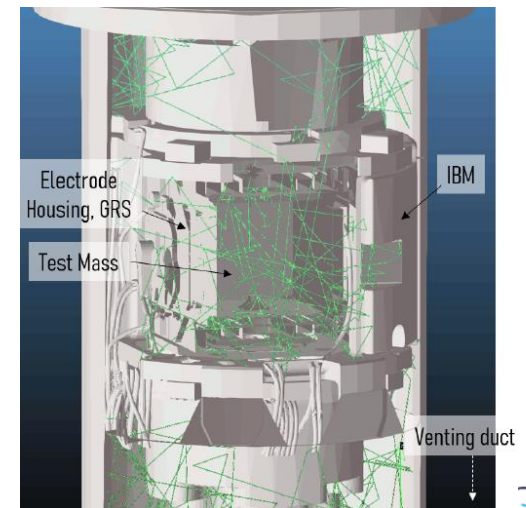 Electrode
Housing, GRS
IBM
Test Mass
Venting duct